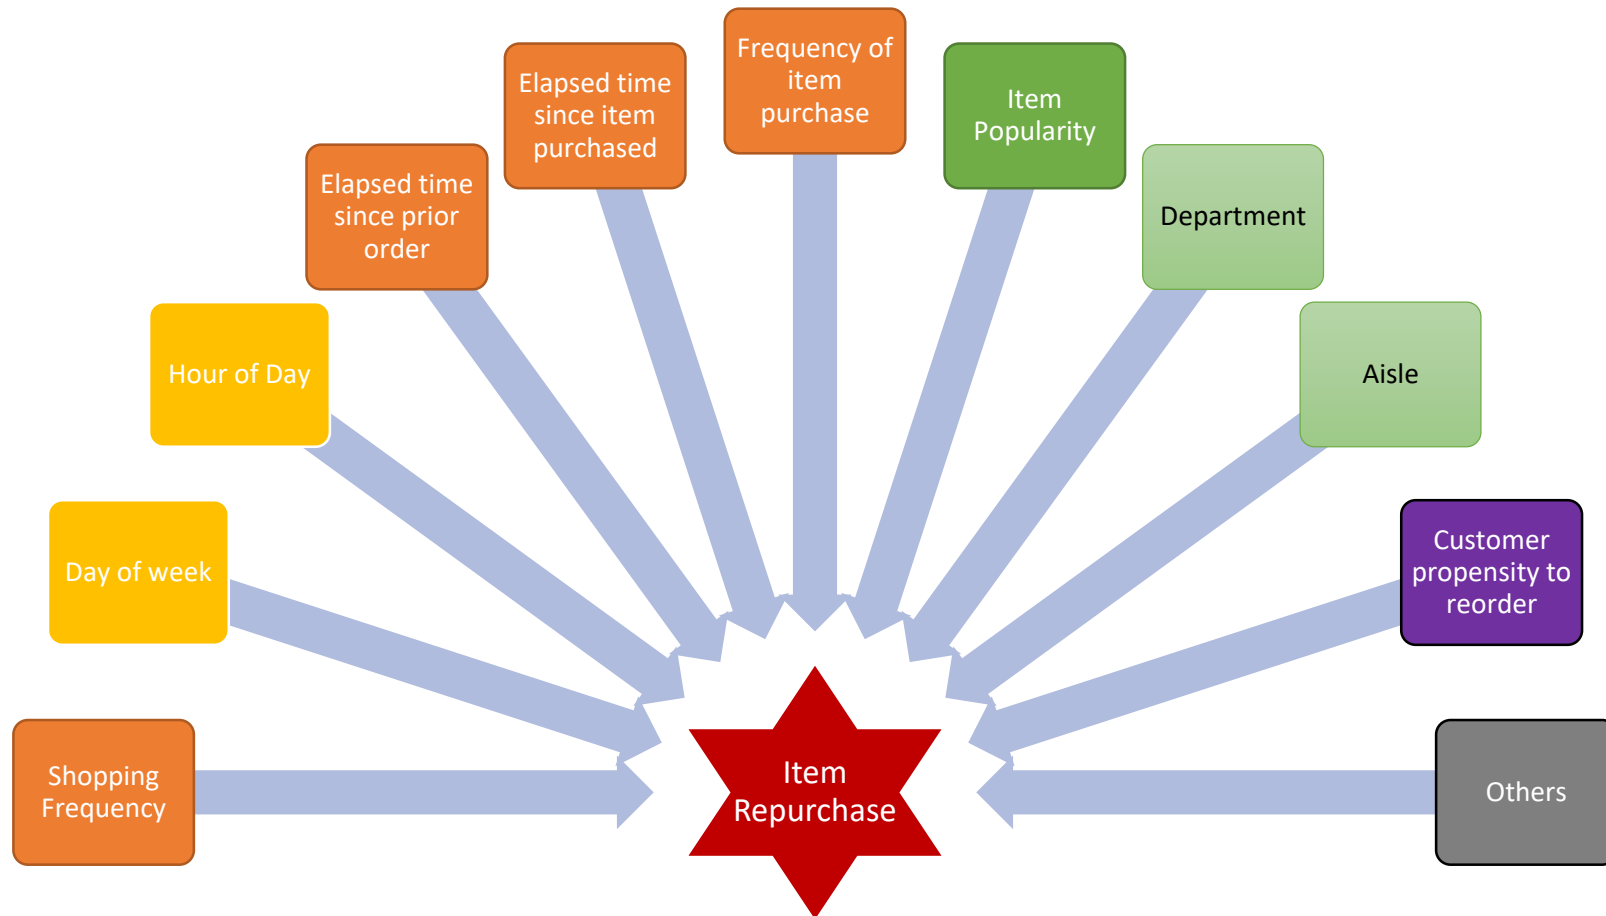 Frequency of
item
purchase
Elapsed time
since item
purchased
Item
Popularity
Elapsed time
since prior
order
Department
Hour of Day
Aisle
Day of week
Customer
propensity to
reorder
Shopping
Frequency
Item
Repurchase
Others